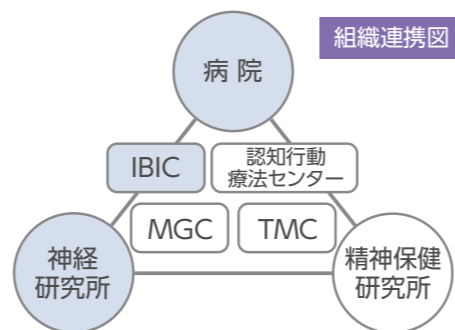 組織連携図
病 院
IBIC
認知行動
療法センター
MGC
TMC
神経
研究所
精神保健
研究所